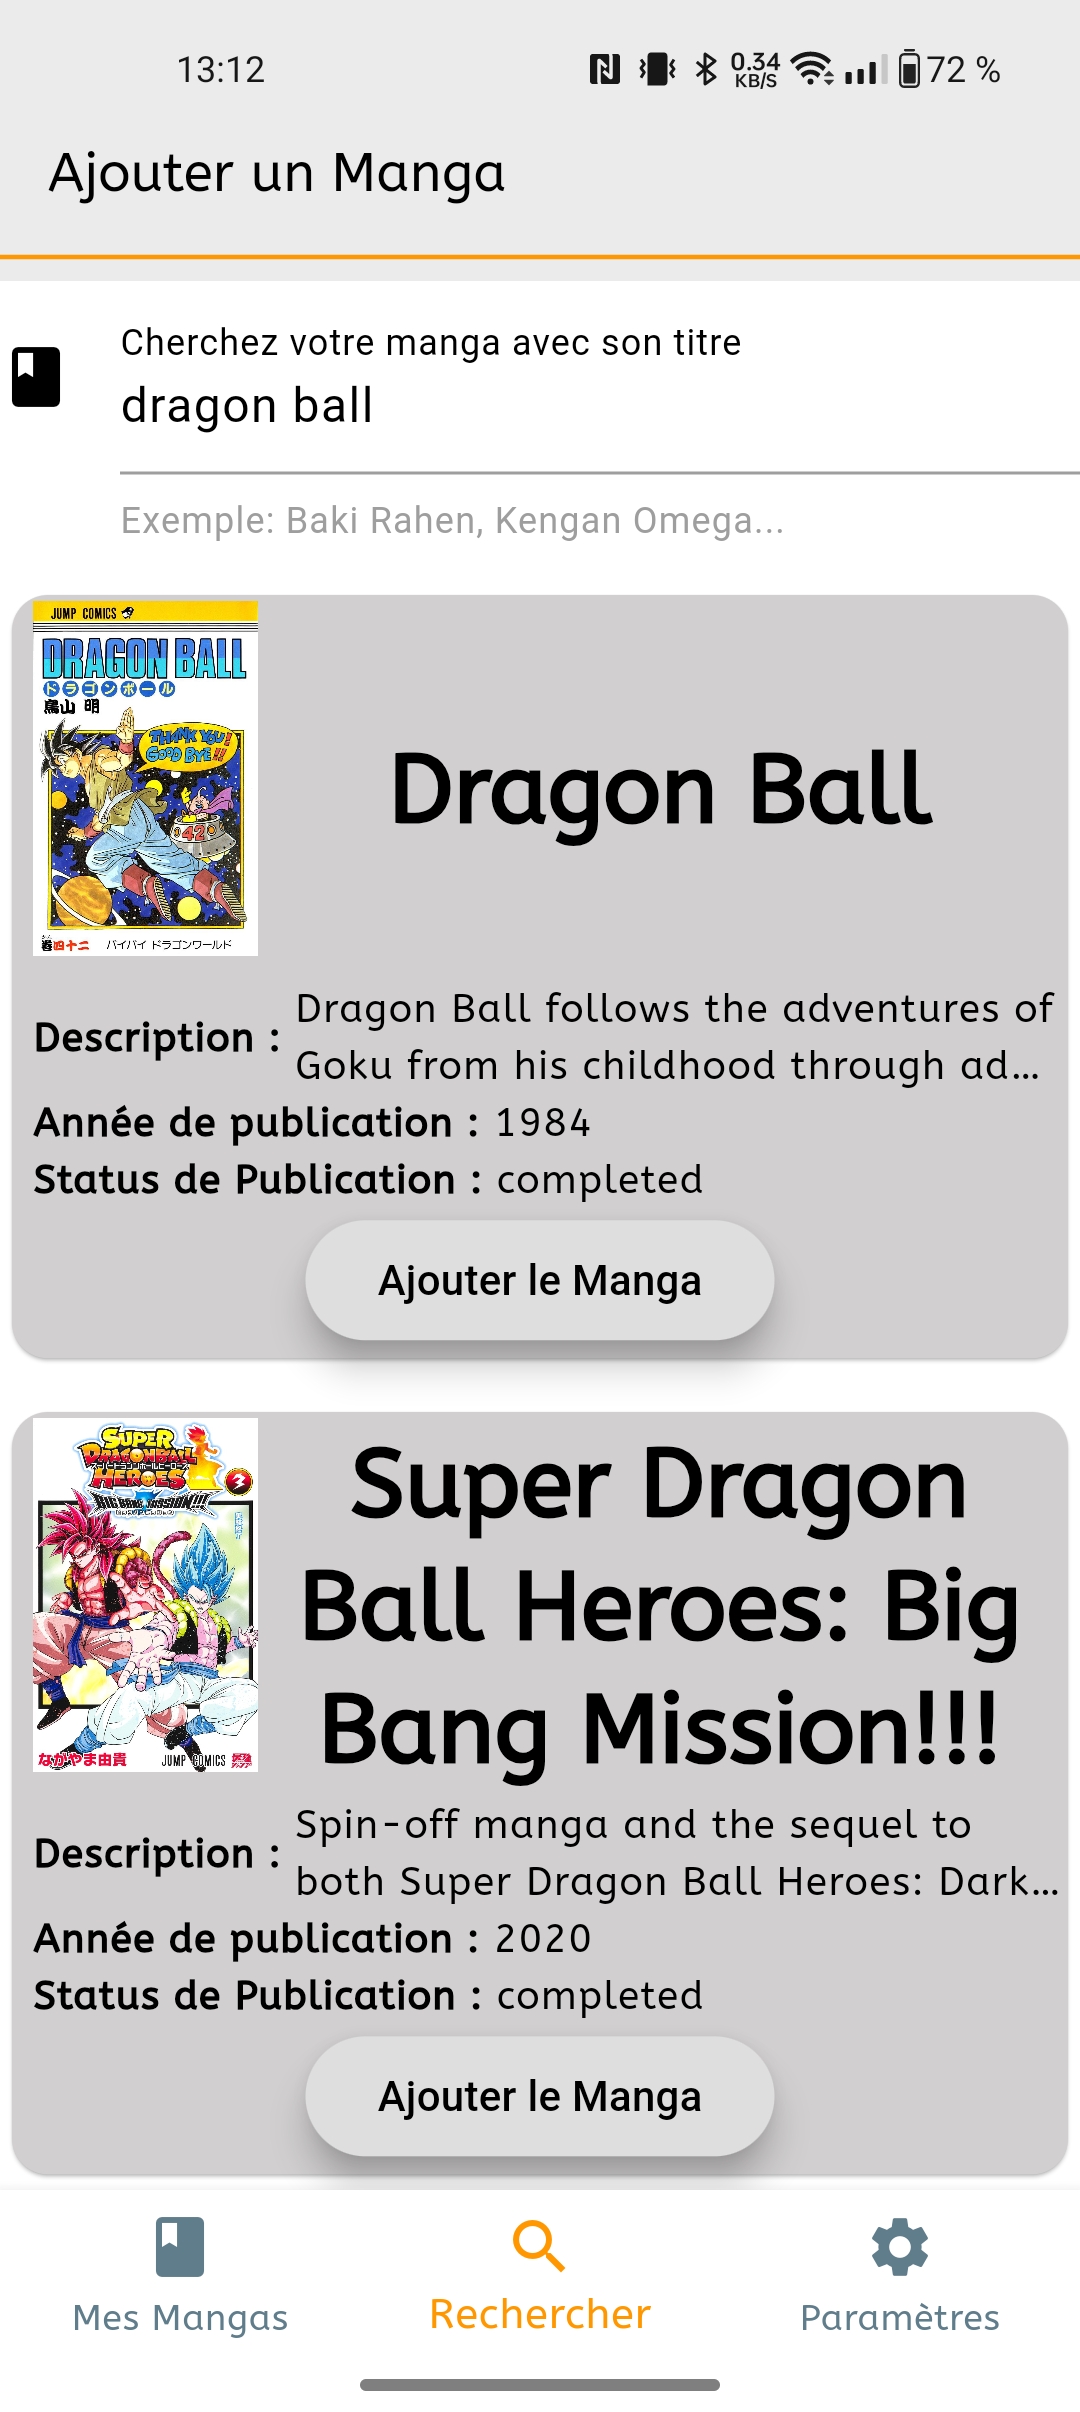 13:12
0.34
KB/S
72 %
Ajouter un Manga
Cherchez votre manga avec son titre
dragon ball
Exemple: Baki Rahen, Kengan Omega...
JUMP COMICS
DRAGON BALL
ドラゴンボール
鳥山 明
THANK YOU!
GOOD BYE!!
42
巻四十二
バイバイ ドラゴンワールド
Dragon Ball
Description :
Dragon Ball follows the adventures of
Goku from his childhood through ad...
Année de publication : 1984
Status de Publication : completed
Ajouter le Manga
SUPER
DRAGONBALL
HEROES
3
BIG BANG MISSION!!!
ながやま由貴
JUMP COMICS
Super Dragon
Ball Heroes: Big
Bang Mission!!!
Description :
Spin-off manga and the sequel to
both Super Dragon Ball Heroes: Dark...
Année de publication : 2020
Status de Publication : completed
Ajouter le Manga
Mes Mangas
Rechercher
Paramètres